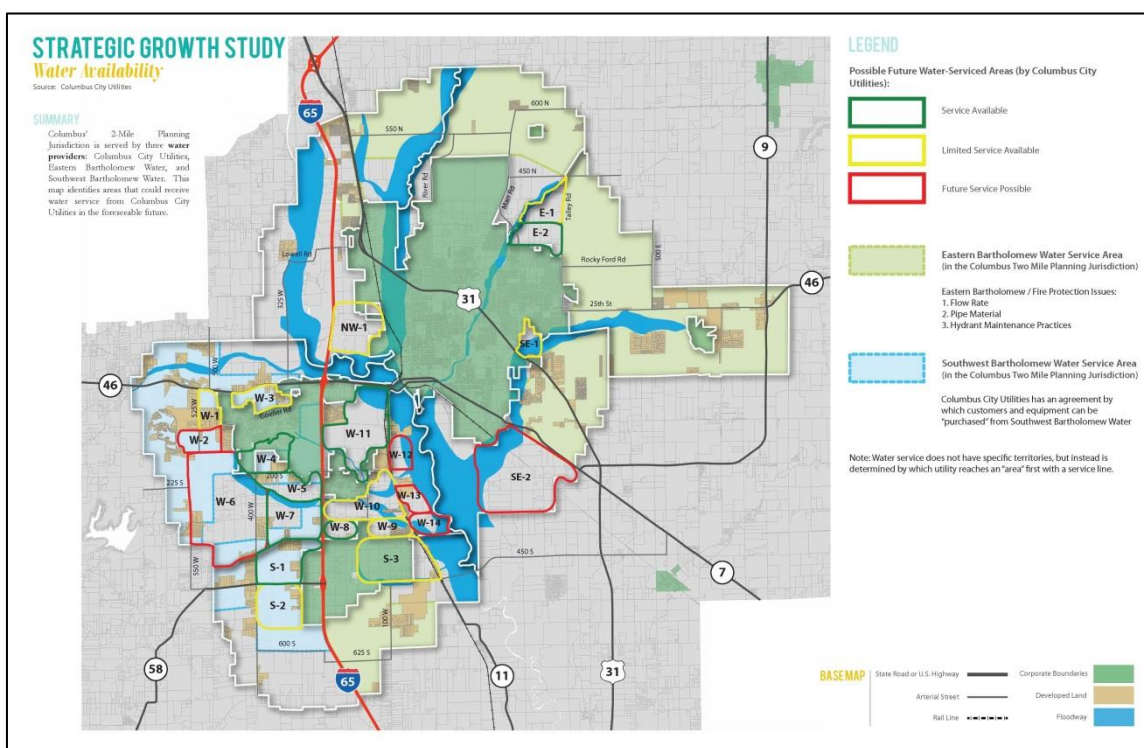 STRATEGIC GROWTH STUDY
Water Availability
Source: Columbus City Utilities
SUMMARY
Columbus' 2-Mile Planning
Jurisdiction is served by three water
providers: Columbus City Utilities,
Eastern Bartholomew Water, and
Southwest Bartholomew Water. This
map identifies areas that could receive
water service from Columbus City
Utilities in the foreseeable future.
LEGEND
Possible Future Water-Serviced Areas (by Columbus City
Utilities):
Service Available
Limited Service Available
Future Service Possible
Eastern Bartholomew Water Service Area
(in the Columbus Two Mile Planning Jurisdiction)
Eastern Bartholomew / Fire Protection Issues:
1. Flow Rate
2. Pipe Material
3. Hydrant Maintenance Practices
Southwest Bartholomew Water Service Area
(in the Columbus Two Mile Planning Jurisdiction)
Columbus City Utilities has an agreement by
which customers and equipment can be
"purchased" from Southwest Bartholomew Water
Note: Water service does not have specific territories, but instead is
determined by which utility reaches an "area" first with a service line.
65
600 N
550 N
9
River Rd
Marr Rd
450 N
Talley Rd
E-1
E-2
500 E
Lowell Rd
Rocky Ford Rd
325 W
46
31
25th St
NW-1
SE-1
46
W-3
525 W
W-1
Goeller Rd
W-2
W-11
W-4
W-12
200 S
225 S
W-5
SE-2
W-6
W-13
W-10
400 W
W-7
W-14
W-8
W-9
450 S
S-3
S-1
7
550 W
S-2
100 W
600 S
625 S
58
65
11
31
BASE MAP
State Road or U.S. Highway
Arterial Street
Rail Line
Corporate Boundaries
Developed Land
Floodway